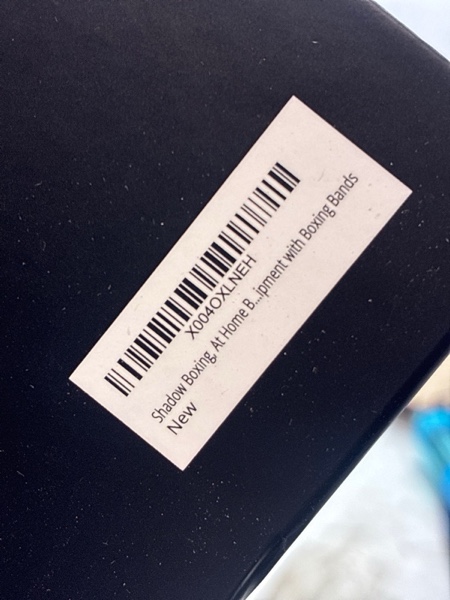 X004OXLNEH
Shadow Boxing, At Home B...ipment with Boxing Bands
New